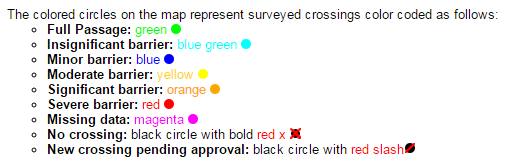 The colored circles on the map represent surveyed crossings color coded as follows:
Full Passage: green
Insignificant barrier: blue green
Minor barrier: blue
Moderate barrier: yellow
Significant barrier: orange
Severe barrier: red
Missing data: magenta
No crossing: black circle with bold red x
New crossing pending approval: black circle with red slash